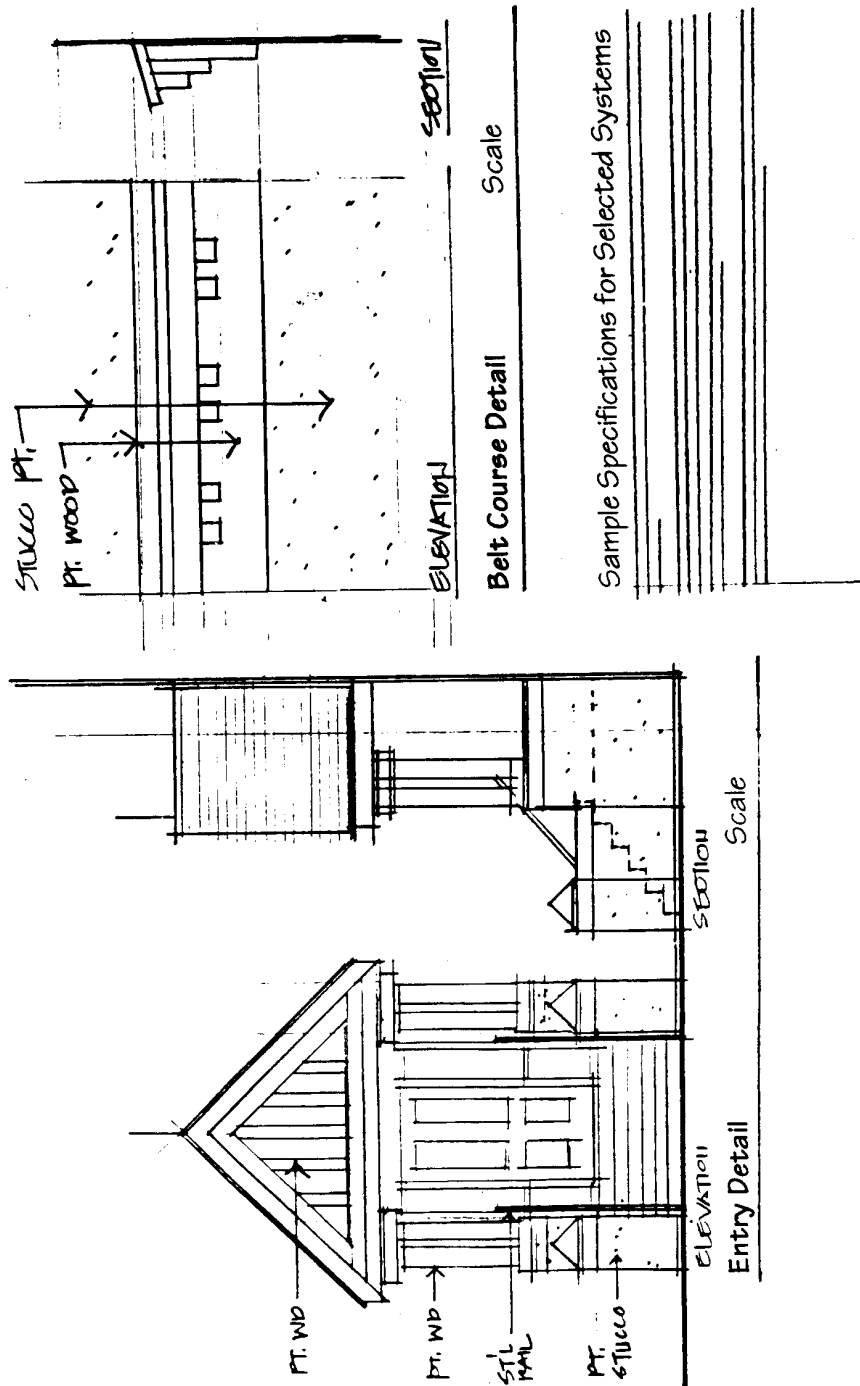 PT. WD
PT. WD
ST'L
RAIL
PT.
STUCCO
ELEVATION
SECTION
Entry Detail
Scale
STUCCO PT.
PT. WOOD
ELEVATION
SECTION
Belt Course Detail
Scale
Sample Specifications for Selected Systems